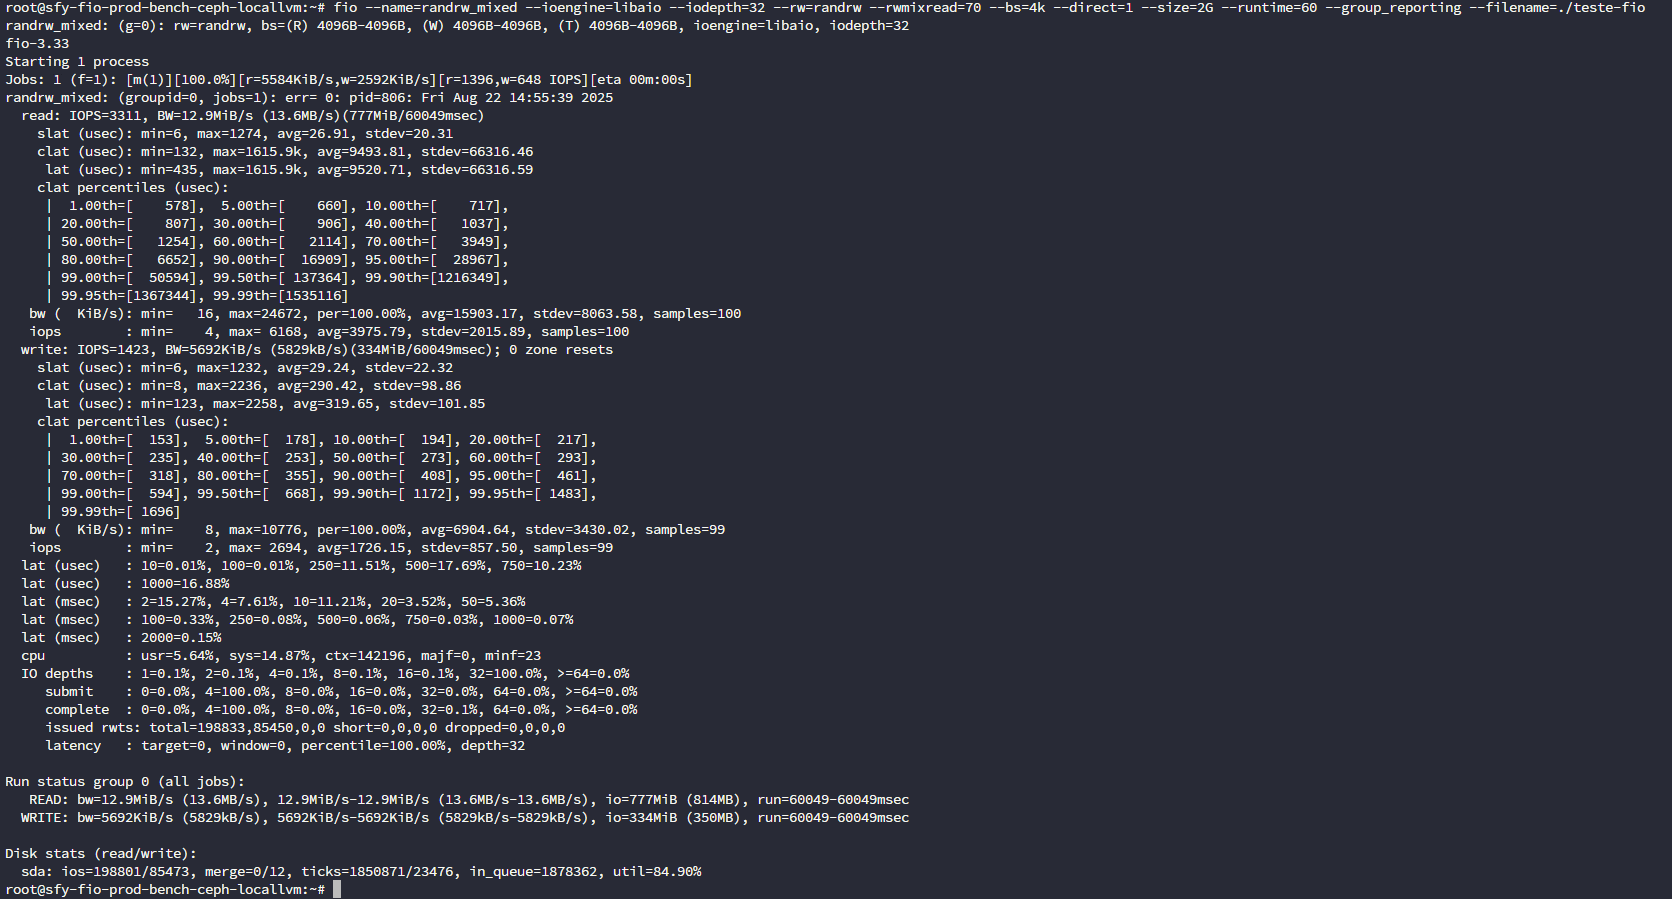 root@sfy-fio-prod-bench-ceph-locallvm:~# fio --name=randrw_mixed --ioengine=libaio --iodepth=32 --rw=randrw --rwmixread=70 --bs=4k --direct=1 --size=2G --runtime=60 --group_reporting --filename=./teste-fio
randrw_mixed: (g=0): rw=randrw, bs=(R) 4096B-4096B, (W) 4096B-4096B, (T) 4096B-4096B, ioengine=libaio, iodepth=32
fio-3.33
Starting 1 process
Jobs: 1 (f=1): [m(1)][100.0%][r=5584KiB/s,w=2592KiB/s][r=1396,w=648 IOPS][eta 00m:00s]
randrw_mixed: (groupid=0, jobs=1): err= 0: pid=806: Fri Aug 22 14:55:39 2025
  read: IOPS=3311, BW=12.9MiB/s (13.6MB/s)(777MiB/60049msec)
    slat (usec): min=6, max=1274, avg=26.91, stdev=20.31
    clat (usec): min=132, max=1615.9k, avg=9493.81, stdev=66316.46
     lat (usec): min=435, max=1615.9k, avg=9520.71, stdev=66316.59
    clat percentiles (usec):
     |  1.00th=[    578],  5.00th=[    660], 10.00th=[    717],
     | 20.00th=[    807], 30.00th=[    906], 40.00th=[   1037],
     | 50.00th=[   1254], 60.00th=[   2114], 70.00th=[   3949],
     | 80.00th=[   6652], 90.00th=[  16909], 95.00th=[  28967],
     | 99.00th=[  50594], 99.50th=[ 137364], 99.90th=[1216349],
     | 99.95th=[1367344], 99.99th=[1535116]
   bw (  KiB/s): min=   16, max=24672, per=100.00%, avg=15903.17, stdev=8063.58, samples=100
   iops        : min=    4, max= 6168, avg=3975.79, stdev=2015.89, samples=100
  write: IOPS=1423, BW=5692KiB/s (5829kB/s)(334MiB/60049msec); 0 zone resets
    slat (usec): min=6, max=1232, avg=29.24, stdev=22.32
    clat (usec): min=8, max=2236, avg=290.42, stdev=98.86
     lat (usec): min=123, max=2258, avg=319.65, stdev=101.85
    clat percentiles (usec):
     |  1.00th=[  153],  5.00th=[  178], 10.00th=[  194], 20.00th=[  217],
     | 30.00th=[  235], 40.00th=[  253], 50.00th=[  273], 60.00th=[  293],
     | 70.00th=[  318], 80.00th=[  355], 90.00th=[  408], 95.00th=[  461],
     | 99.00th=[  594], 99.50th=[  668], 99.90th=[ 1172], 99.95th=[ 1483],
     | 99.99th=[ 1696]
   bw (  KiB/s): min=    8, max=10776, per=100.00%, avg=6904.64, stdev=3430.02, samples=99
   iops        : min=    2, max= 2694, avg=1726.15, stdev=857.50, samples=99
  lat (usec)   : 10=0.01%, 100=0.01%, 250=11.51%, 500=17.69%, 750=10.23%
  lat (usec)   : 1000=16.88%
  lat (msec)   : 2=15.27%, 4=7.61%, 10=11.21%, 20=3.52%, 50=5.36%
  lat (msec)   : 100=0.33%, 250=0.08%, 500=0.06%, 750=0.03%, 1000=0.07%
  lat (msec)   : 2000=0.15%
  cpu          : usr=5.64%, sys=14.87%, ctx=142196, majf=0, minf=23
  IO depths    : 1=0.1%, 2=0.1%, 4=0.1%, 8=0.1%, 16=0.1%, 32=100.0%, >=64=0.0%
     submit    : 0=0.0%, 4=100.0%, 8=0.0%, 16=0.0%, 32=0.0%, 64=0.0%, >=64=0.0%
     complete  : 0=0.0%, 4=100.0%, 8=0.0%, 16=0.0%, 32=0.1%, 64=0.0%, >=64=0.0%
     issued rwts: total=198833,85450,0,0 short=0,0,0,0 dropped=0,0,0,0
     latency   : target=0, window=0, percentile=100.00%, depth=32

Run status group 0 (all jobs):
   READ: bw=12.9MiB/s (13.6MB/s), 12.9MiB/s-12.9MiB/s (13.6MB/s-13.6MB/s), io=777MiB (814MB), run=60049-60049msec
  WRITE: bw=5692KiB/s (5829kB/s), 5692KiB/s-5692KiB/s (5829kB/s-5829kB/s), io=334MiB (350MB), run=60049-60049msec

Disk stats (read/write):
  sda: ios=198801/85473, merge=0/12, ticks=1850871/23476, in_queue=1878362, util=84.90%
root@sfy-fio-prod-bench-ceph-locallvm:~#